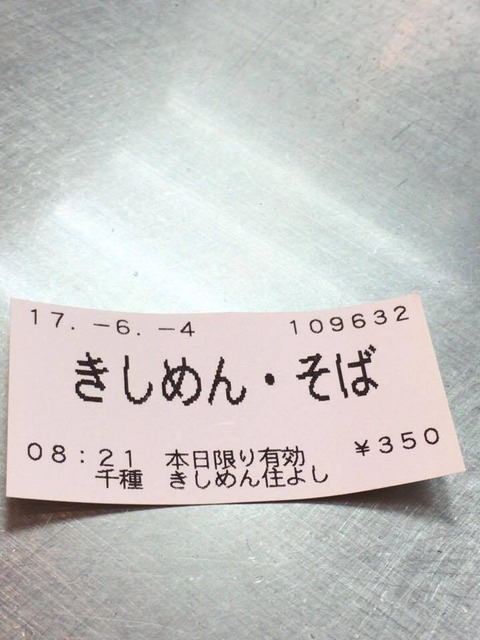 17.-6.-4 109632
きしめん・そば
08:21 本日限り有効 ¥350
千種 きしめん住よし